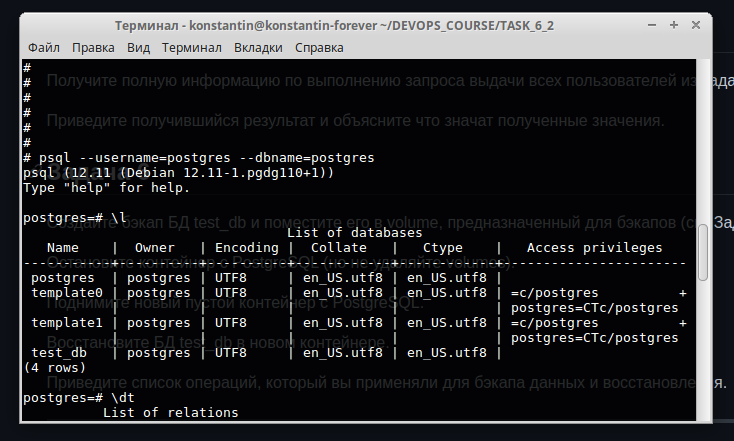 Терминал - konstantin@konstantin-forever ~/DEVOPS_COURSE/TASK_6_2
Файл Правка Вид Терминал Вкладки Справка
#
#
Получите полную информацию по выполнению запроса выдачи всех пользователей из
#
#
Приведите получившийся результат и объясните что значат полученные значения.
#
#
# psql --username=postgres --dbname=postgres
Задача
psql (12.11 (Debian 12.11-1.pgdg110+1))
Type "help" for help.
postgres=# \l
бэкап БД test_db и поместите его в volume, предназначенный для бэкапов
List of databases
Name | Owner | Encoding | Collate | Ctype | Access privileges
-----------+----------+----------+------------+------------+-----------------------
Остановите контейнер с PostgreSQL (но не удаляйте volumes).
postgres | postgres | UTF8 | en_US.utf8 | en_US.utf8 |
template0 | postgres | UTF8 | en_US.utf8 | en_US.utf8 | =c/postgres +
Поднимите новый пустой контейнер с PostgreSQL.
| | | | | postgres=CTc/postgres
template1 | postgres | UTF8 | en_US.utf8 | en_US.utf8 | =c/postgres +
| | | | | postgres=CTc/postgres
Восстановите БД test_db в новом контейнере.
test_db | postgres | UTF8 | en_US.utf8 | en_US.utf8 |
(4 rows)
Приведите список операций, который вы применяли для бэкапа данных и восстановления.
postgres=# \dt
List of relations